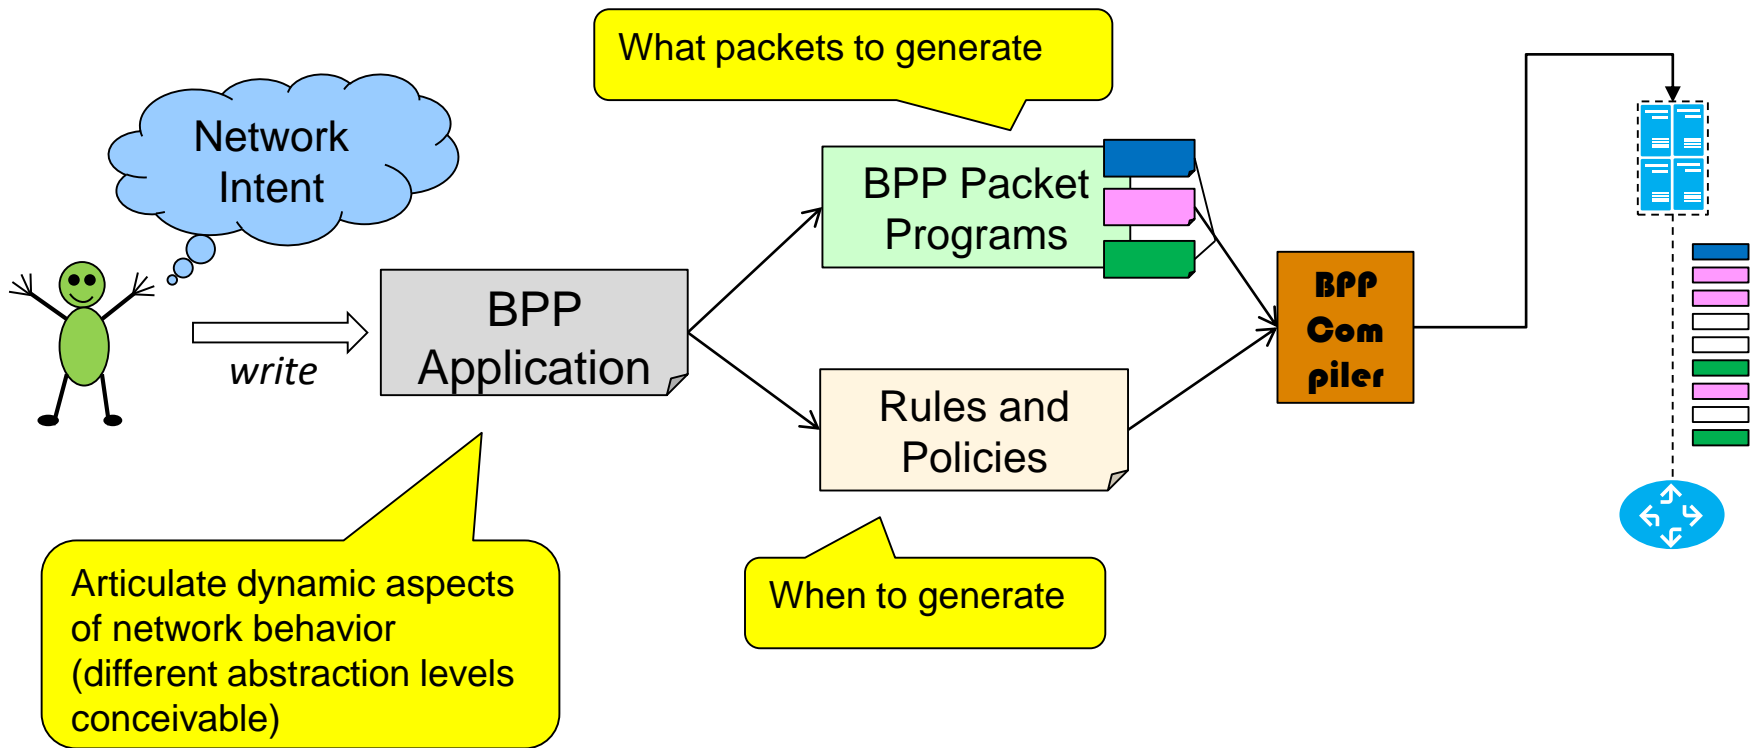 What packets to generate
Network
Intent
BPP Packet
Programs
BPP
Application
write
BPP
Com
piler
Rules and
Policies
Articulate dynamic aspects
of network behavior
(different abstraction levels
conceivable)
When to generate